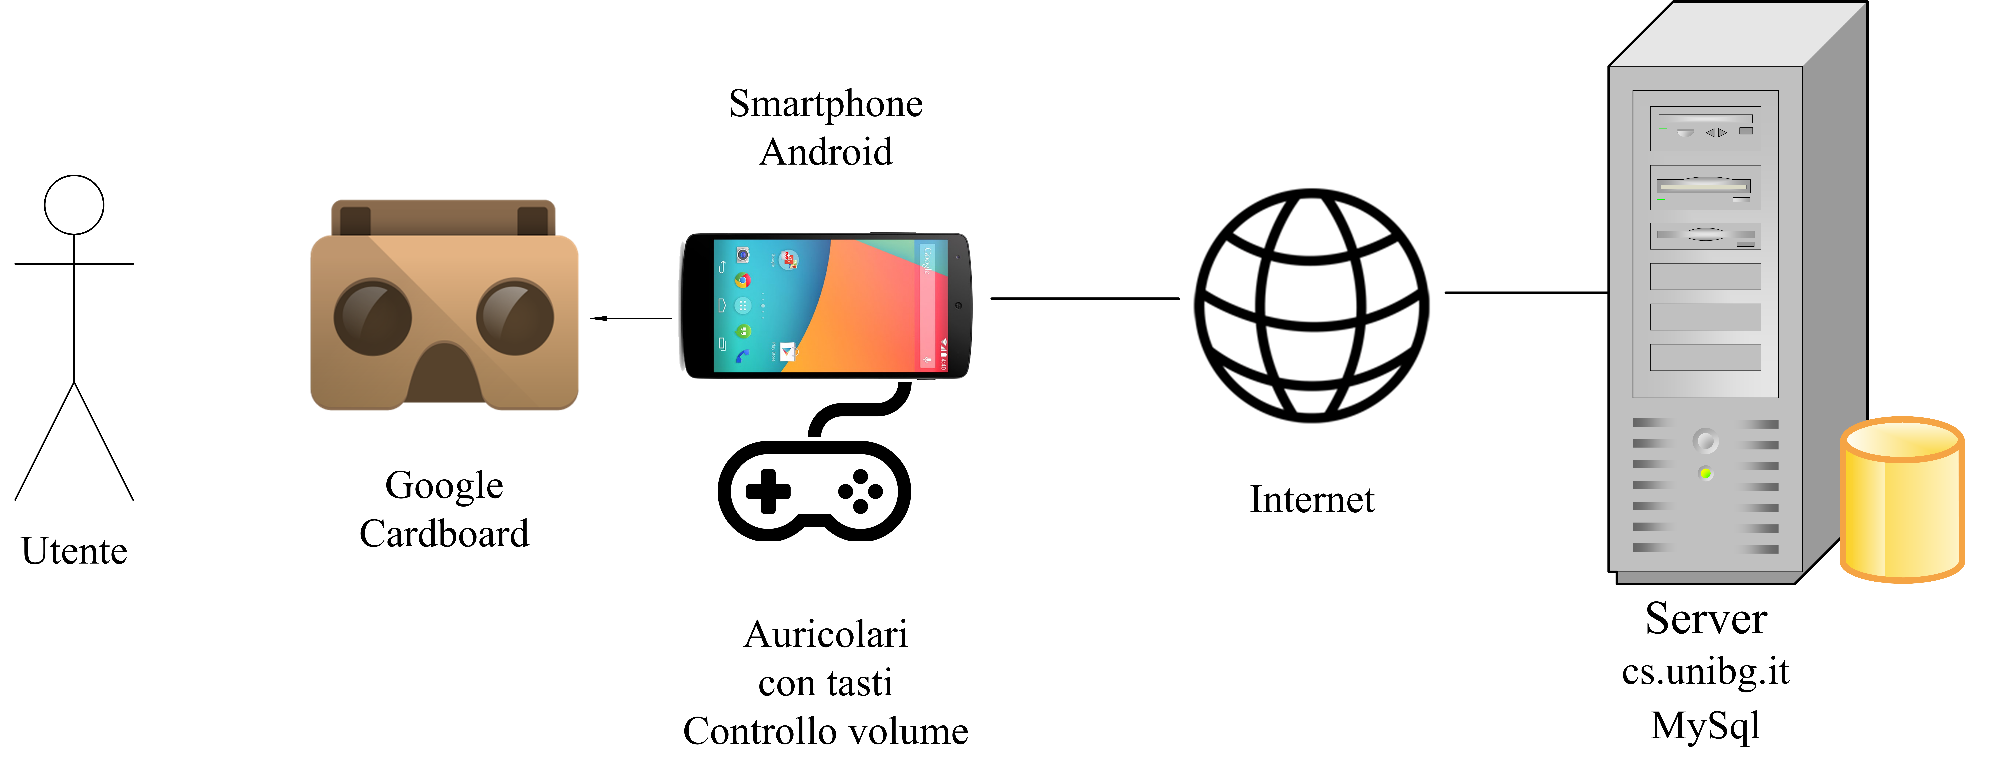 Smartphone
Android
Google
Cardboard
Utente
Auricolari
con tasti
Controllo volume
Internet
Server
cs.unibg.it
MySql